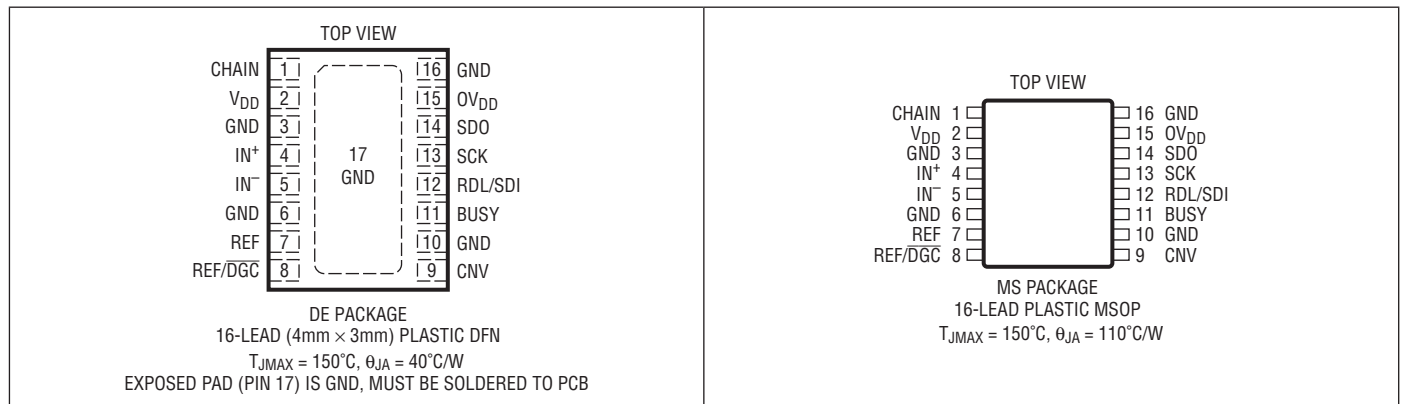 TOP VIEW
CHAIN 1 16 GND
VDD 2 15 OVDD
GND 3 14 SDO
IN+ 4 13 SCK
IN– 5 12 RDL/SDI
GND 6 11 BUSY
REF 7 10 GND
REF/DGC 8 9 CNV
17
GND
DE PACKAGE
16-LEAD (4mm × 3mm) PLASTIC DFN
TJMAX = 150°C, θJA = 40°C/W
EXPOSED PAD (PIN 17) IS GND, MUST BE SOLDERED TO PCB
TOP VIEW
CHAIN 1 16 GND
VDD 2 15 OVDD
GND 3 14 SDO
IN+ 4 13 SCK
IN– 5 12 RDL/SDI
GND 6 11 BUSY
REF 7 10 GND
REF/DGC 8 9 CNV
MS PACKAGE
16-LEAD PLASTIC MSOP
TJMAX = 150°C, θJA = 110°C/W